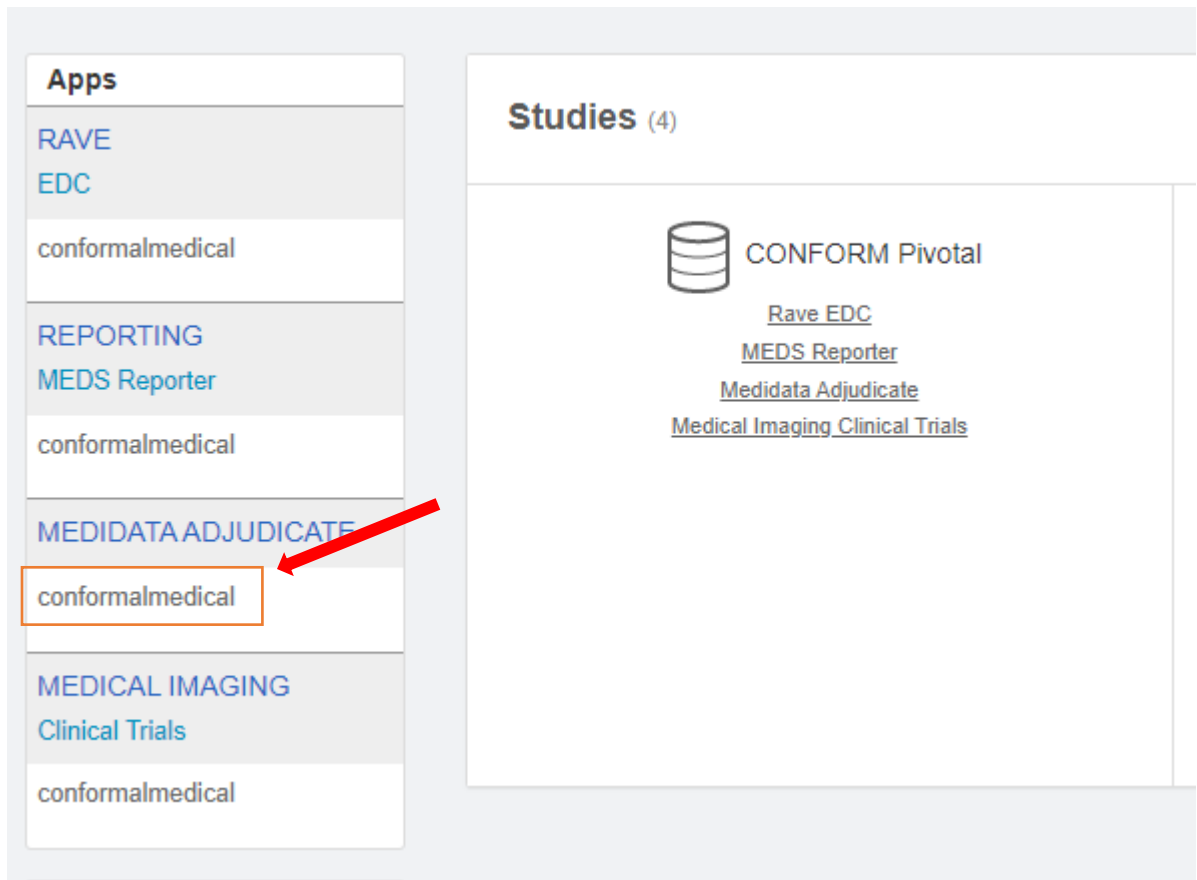 Apps
RAVE
EDC
conformalmedical
REPORTING
MEDS Reporter
conformalmedical
MEDIDATA ADJUDICATE
conformalmedical
MEDICAL IMAGING
Clinical Trials
conformalmedical
Studies (4)
CONFORM Pivotal
Rave EDC
MEDS Reporter
Medidata Adjudicate
Medical Imaging Clinical Trials